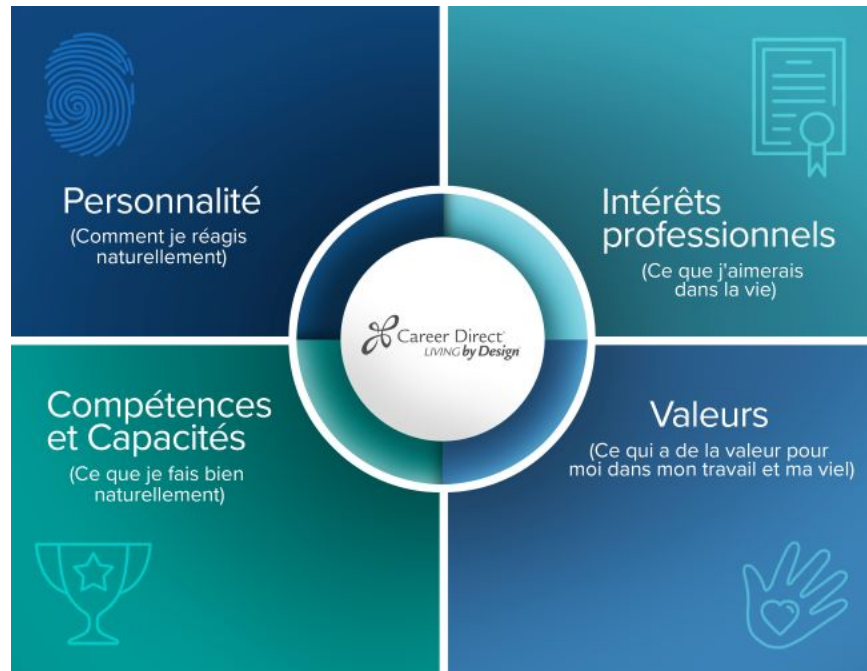 Personnalité
(Comment je réagis
naturellement)
Intérêts
professionnels
(Ce que j'aimerais
dans la vie)
Career Direct®
LIVING by Design
Compétences
et Capacités
(Ce que je fais bien
naturellement)
Valeurs
(Ce qui a de la valeur pour
moi dans mon travail et ma viel)